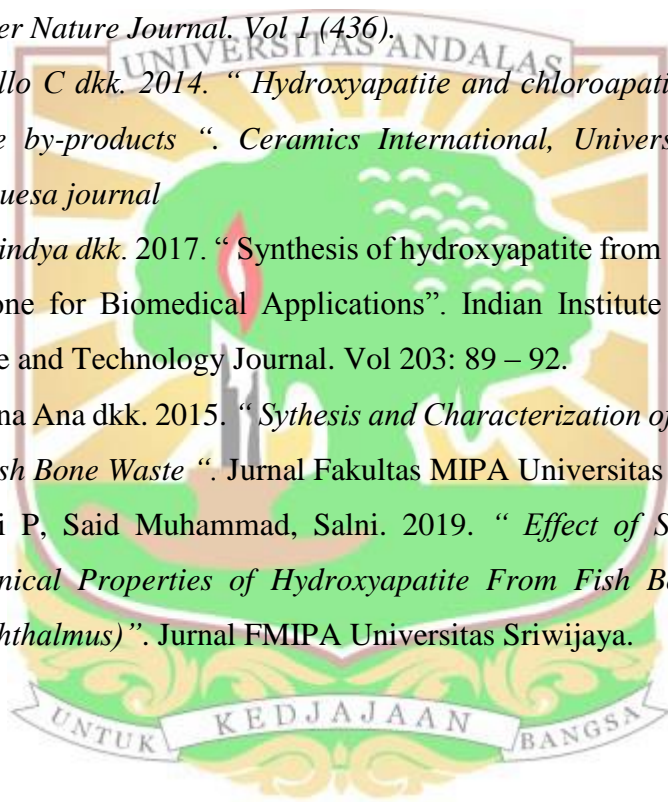 er Nature Journal. Vol 1 (436).
UNIVERSITAS ANDALAS
llo C dkk. 2014. “ Hydroxyapatite and chloroapati
e by-products “. Ceramics International, Univers
uesa journal
indya dkk. 2017. “ Synthesis of hydroxyapatite from
one for Biomedical Applications”. Indian Institute
e and Technology Journal. Vol 203: 89 – 92.
na Ana dkk. 2015. “ Sythesis and Characterization of
sh Bone Waste “. Jurnal Fakultas MIPA Universitas
i P, Said Muhammad, Salni. 2019. “ Effect of S
nical Properties of Hydroxyapatite From Fish B
hthalmus)”. Jurnal FMIPA Universitas Sriwijaya.
UNTUK KEDJAJAAN BANGSA